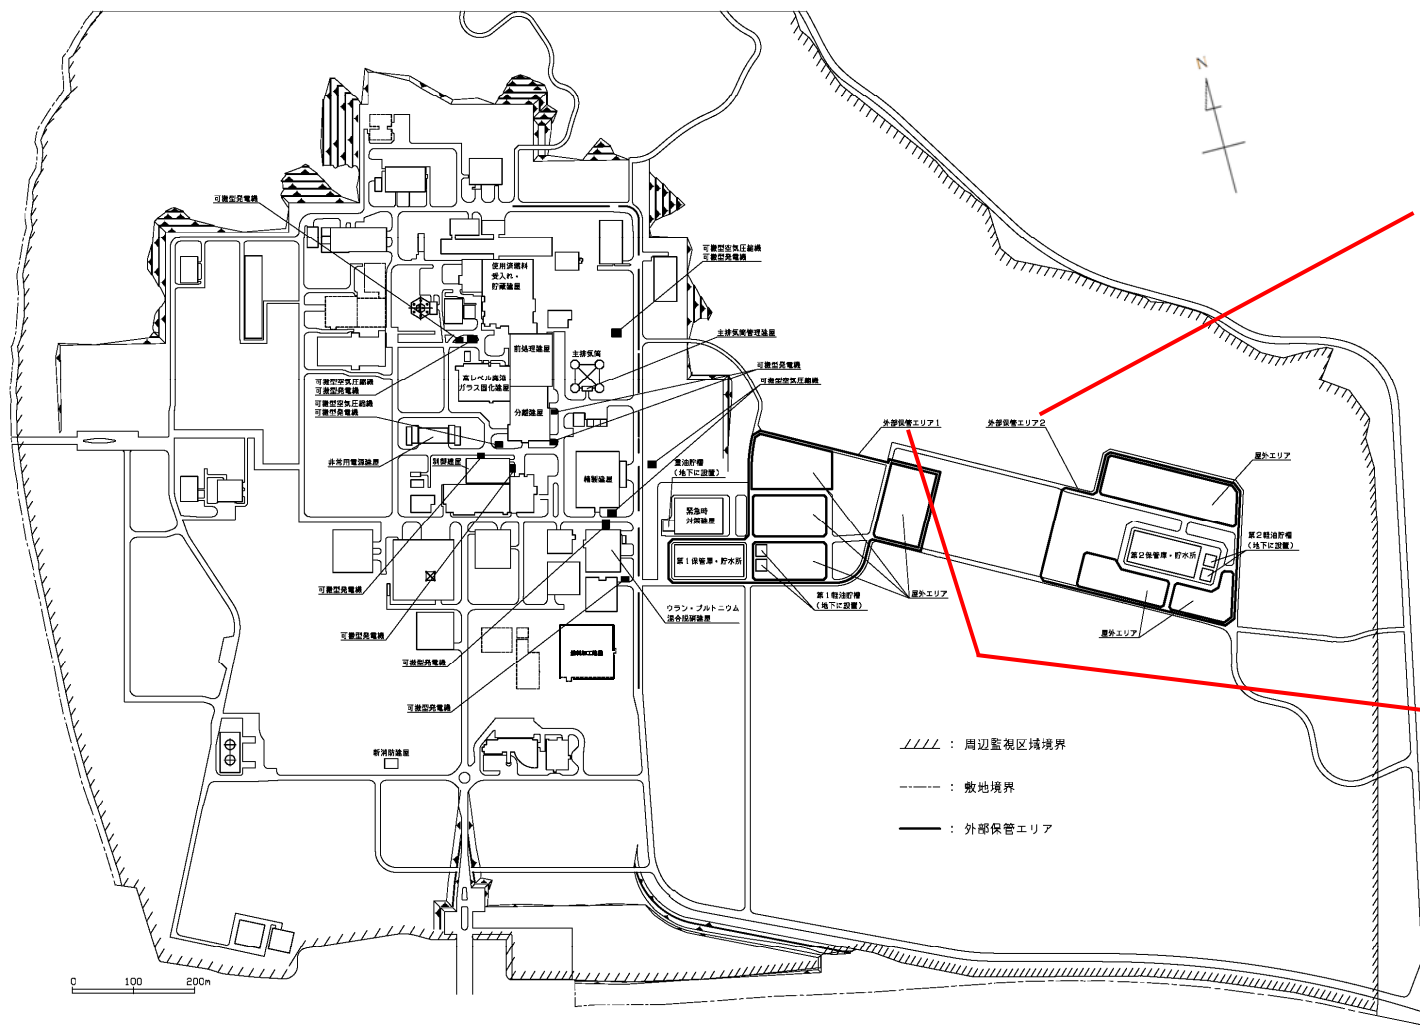 N
可搬型発電機
使用済燃料
受入れ・
貯蔵建屋
可搬型空気圧縮機
可搬型発電機
主排気筒管理建屋
前処理建屋
主排気筒
可搬型発電機
可搬型空気圧縮機
高レベル廃液
ガラス固化建屋
可搬型空気圧縮機
可搬型発電機
可搬型空気圧縮機
可搬型発電機
分離建屋
外部保管エリア1
外部保管エリア2
非常用電源建屋
制御建屋
重油貯槽
(地下に設置)
屋外エリア
精製建屋
緊急時
対策建屋
第2軽油貯槽
(地下に設置)
第2保管庫・貯水所
第1保管庫・貯水所
可搬型発電機
第1軽油貯槽
(地下に設置)
屋外エリア
ウラン・プルトニウム
混合脱硝建屋
可搬型発電機
屋外エリア
可搬型発電機
燃料加工建屋
可搬型発電機
新消防建屋
: 周辺監視区域境界
: 敷地境界
: 外部保管エリア
0 100 200m